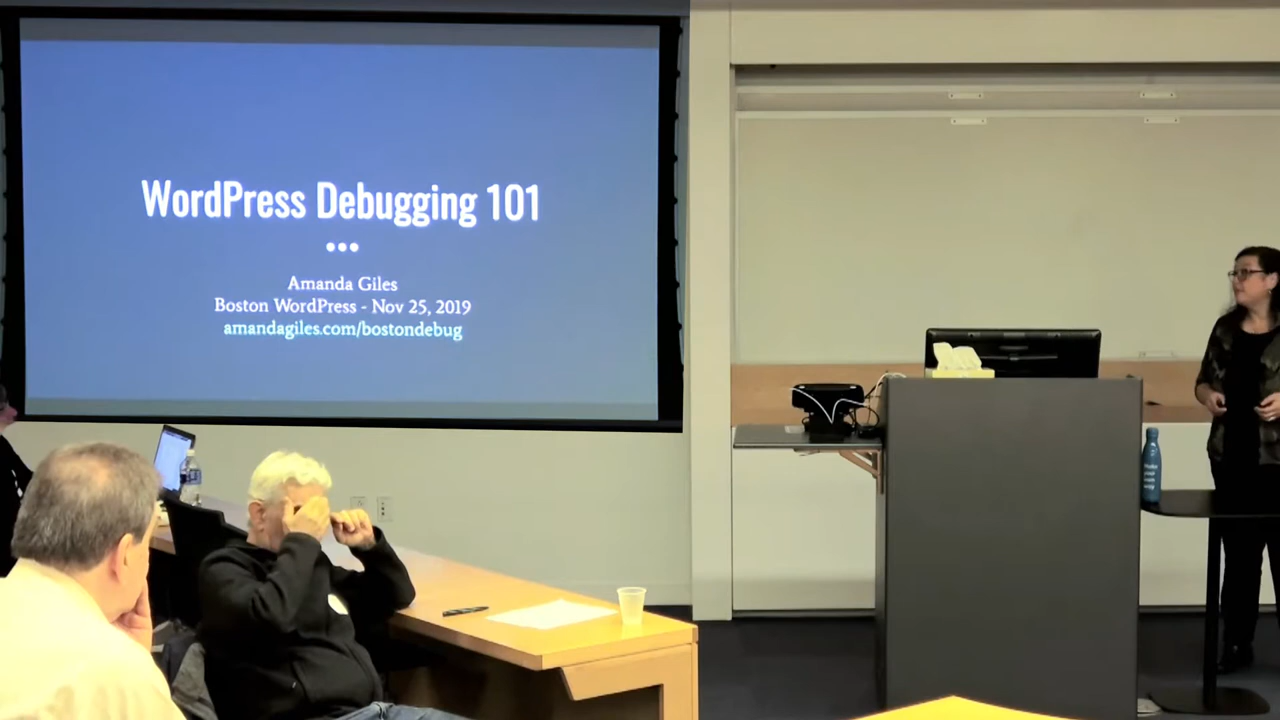 WordPress Debugging 101
Amanda Giles
Boston WordPress - Nov 25, 2019
amandagiles.com/bostondebug